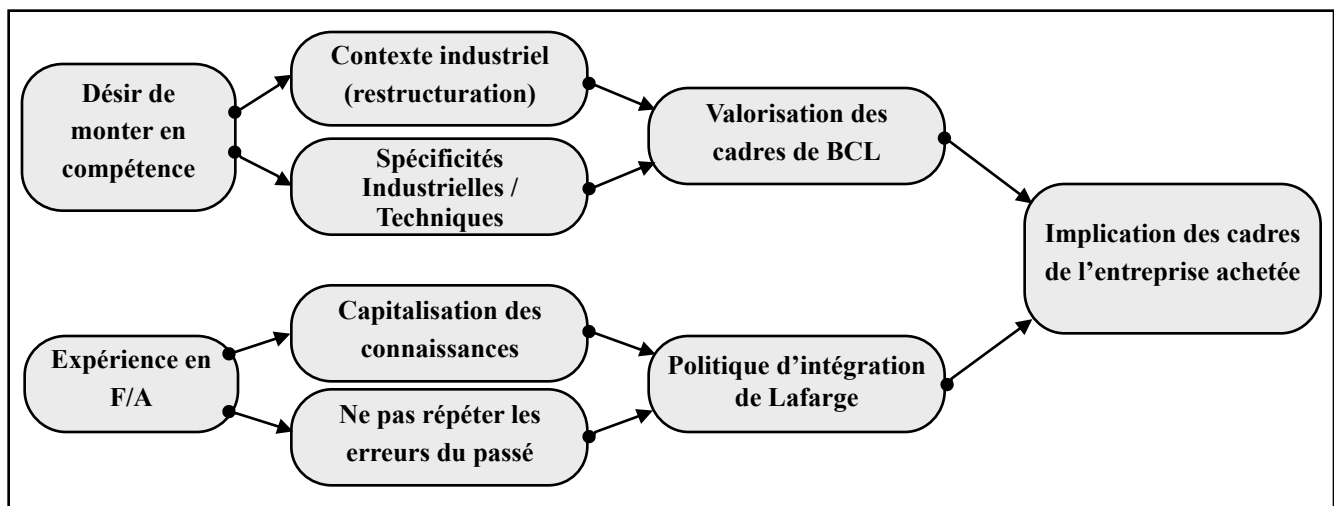 Désir de
monter en
compétence
Contexte industriel
(restructuration)
Spécificités
Industrielles /
Techniques
Valorisation des
cadres de BCL
Implication des cadres
de l’entreprise achetée
Expérience en
F/A
Capitalisation des
connaissances
Ne pas répéter les
erreurs du passé
Politique d’intégration
de Lafarge